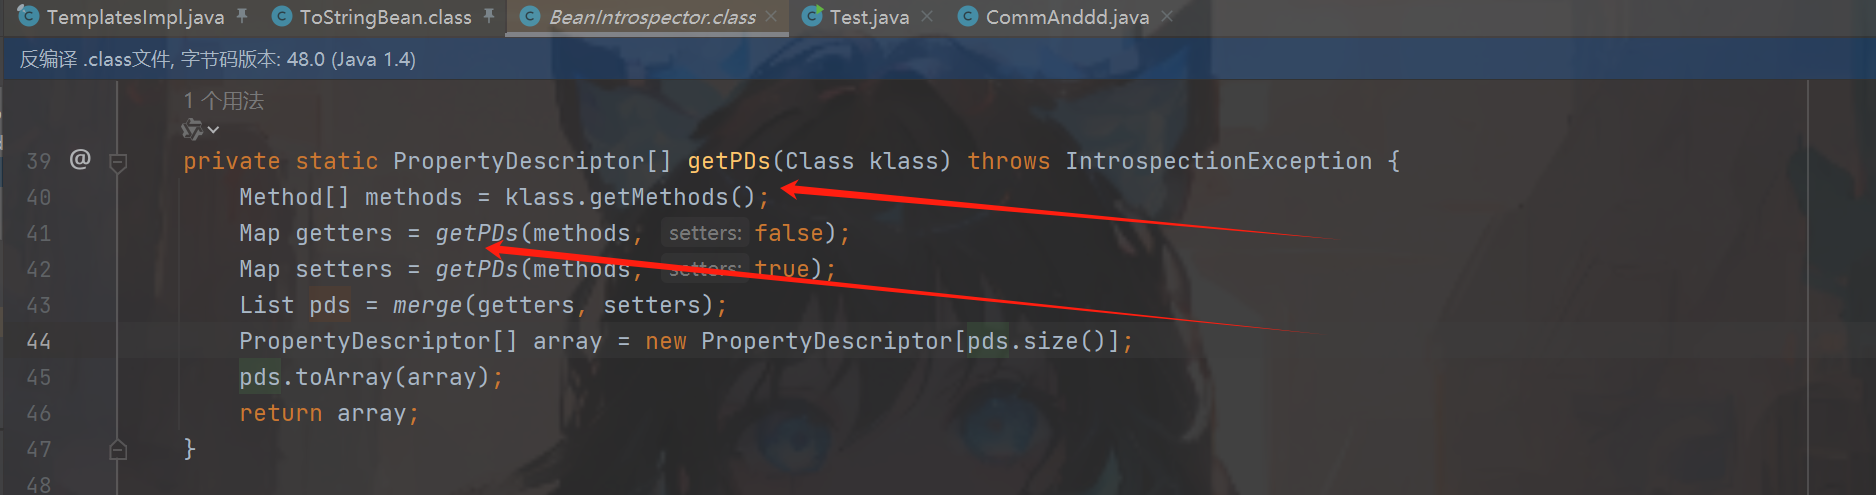 TemplatesImpl.java ToStringBean.class BeanIntrospector.class Test.java CommAnddd.java
反编译 .class文件, 字节码版本: 48.0 (Java 1.4)
1 个用法
39 @ private static PropertyDescriptor[] getPDs(Class klass) throws IntrospectionException {
40 Method[] methods = klass.getMethods();
41 Map getters = getPDs(methods, setters: false);
42 Map setters = getPDs(methods, setters: true);
43 List pds = merge(getters, setters);
44 PropertyDescriptor[] array = new PropertyDescriptor[pds.size()];
45 pds.toArray(array);
46 return array;
47 }
48